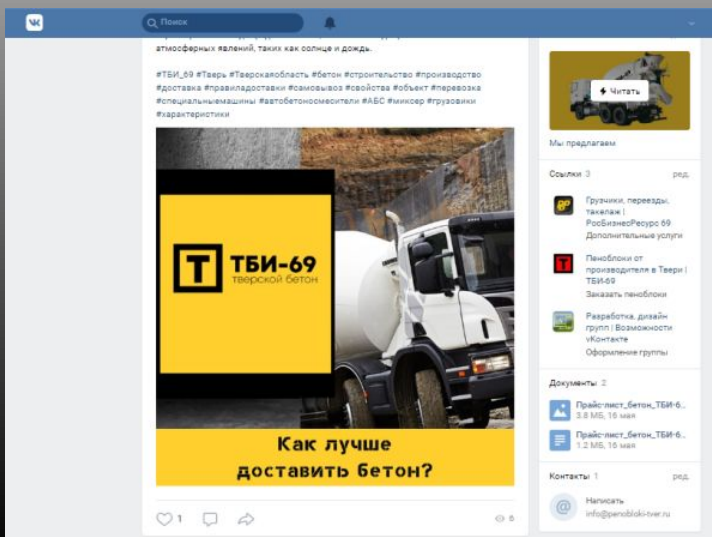 Поиск
атмосферных явлений, таких как солнце и дождь.
#ТБИ_69 #Тверь #Тверскаяобласть #бетон #строительство #производство
#доставка #правиладоставки #самовывоз #свойства #объект #перевозка
#специальныемашины #автобетоносмесители #АБС #миксер #грузовики
#характеристики
ТБИ-69
тверской бетон
Как лучше
доставить бетон?
1
6
Читать
Мы предлагаем
Ссылки 3 ред.
Грузчики, переезды,
такелаж |
РосБизнесРесурс 69
Дополнительные услуги
Пеноблоки от
производителя в Твери |
ТБИ-69
Заказать пеноблоки
Разработка, дизайн
групп | Возможности
vКонтакте
Оформление группы
Документы 2
Прайс-лист_бетон_ТБИ-6..
3.8 МБ, 16 мая
Прайс-лист_бетон_ТБИ-6..
1.2 МБ, 16 мая
Контакты 1 ред.
Написать
info@penobloki-tver.ru